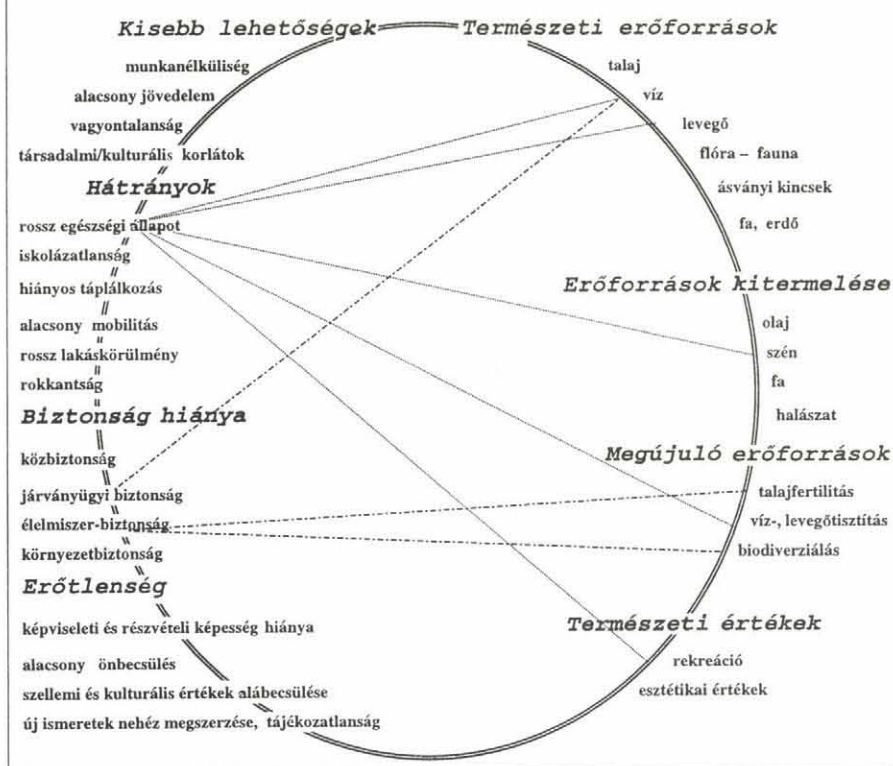 Kisebb lehetőségek
munkanélküliség
alacsony jövedelem
vagyontalanság
társadalmi/kulturális korlátok
Hátrányok
rossz egészségi állapot
iskolázatlanság
hiányos táplálkozás
alacsony mobilitás
rossz lakáskörülmény
rokkantság
Biztonság hiánya
közbiztonság
járványügyi biztonság
élelmiszer-biztonság
környezetbiztonság
Erőtlenség
képviseleti és részvételi képesség hiánya
alacsony önbecsülés
szellemi és kulturális értékek alábecsülése
új ismeretek nehéz megszerzése, tájékozatlanság
Természeti erőforrások
talaj
víz
levegő
flóra – fauna
ásványi kincsek
fa, erdő
Erőforrások kitermelése
olaj
szén
fa
halászat
Megújuló erőforrások
talajfertilitás
víz-, levegőtisztítás
biodiverziálás
Természeti értékek
rekreáció
esztétikai értékek